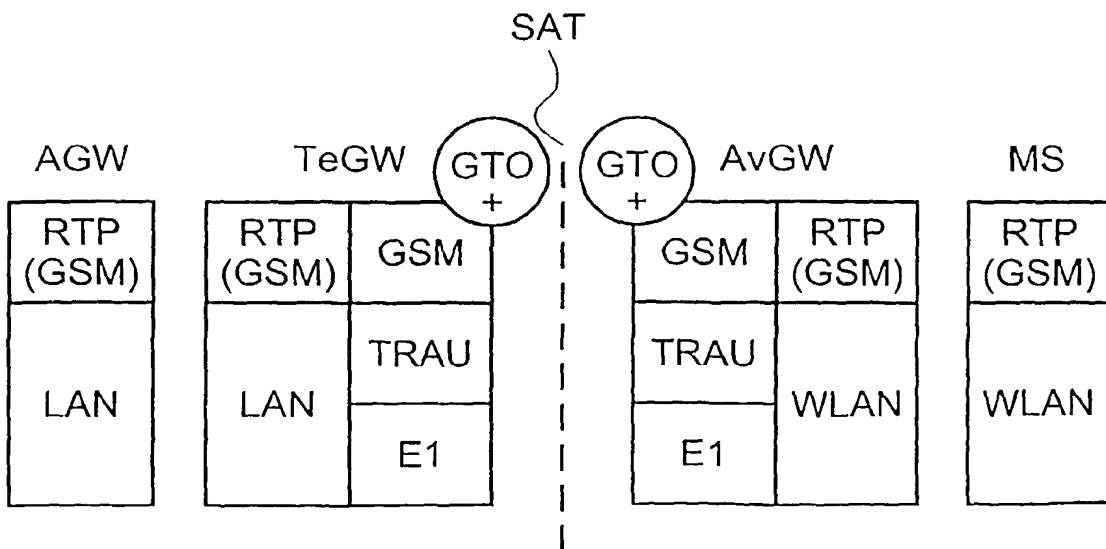 SAT
AGW
TeGW
GTO
+
GTO
+
AvGW
MS
RTP
(GSM)
RTP
(GSM)
GSM
GSM
RTP
(GSM)
RTP
(GSM)
LAN
LAN
TRAU
E1
TRAU
E1
WLAN
WLAN